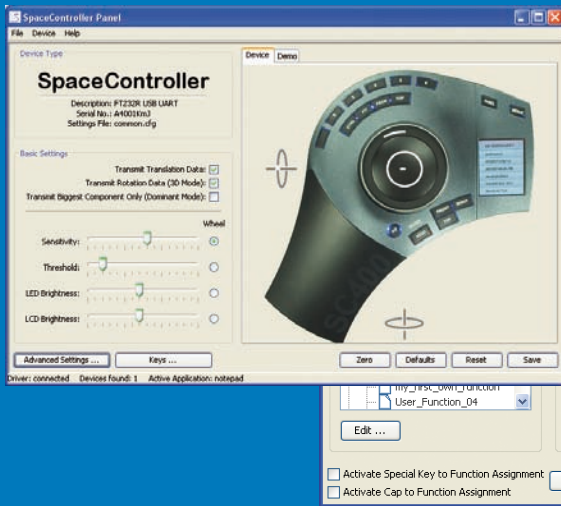 SpaceController Panel
File Device Help
Device Type
SpaceController
Description: FT232R USB UART
Serial No.: A4001KmJ
Settings File: common.cfg
Basic Settings
Transmit Translation Data:
Transmit Rotation Data (3D Mode):
Transmit Biggest Component Only (Dominant Mode):
Wheel
Sensitivity:
Threshold:
LED Brightness:
LCD Brightness:
Advanced Settings ...
Keys ...
Device Demo
Zero
Defaults
Reset
Save
Driver: connected Devices found: 1 Active Application: notepad
my_first_own_function
User_Function_04
Edit ...
Activate Special Key to Function Assignment
Activate Cap to Function Assignment